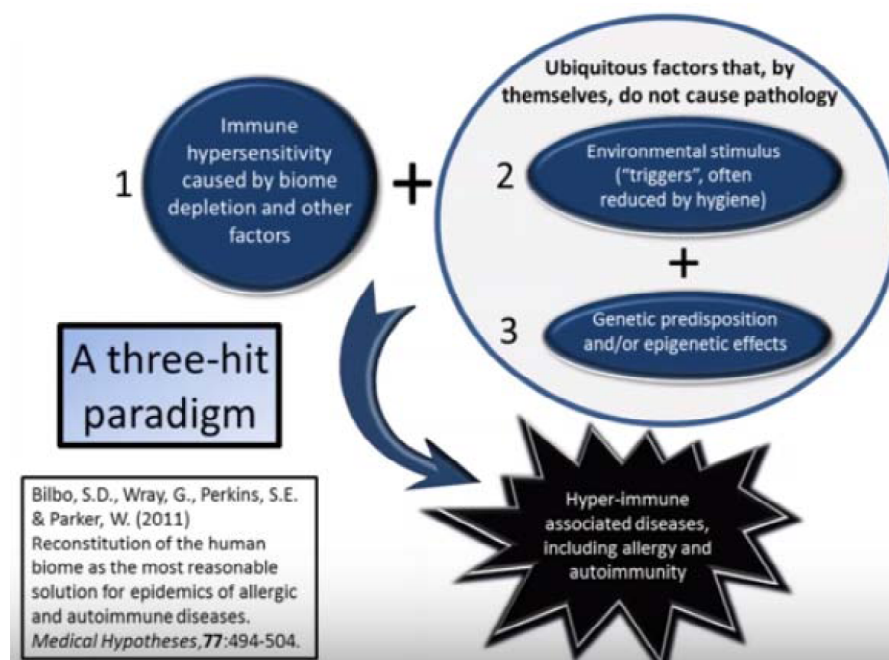 1
Immune
hypersensitivity
caused by biome
depletion and other
factors
+
Ubiquitous factors that, by
themselves, do not cause pathology
2
Environmental stimulus
("triggers", often
reduced by hygiene)
+
3
Genetic predisposition
and/or epigenetic effects
A three-hit
paradigm
Hyper-immune
associated diseases,
including allergy and
autoimmunity
Bilbo, S.D., Wray, G., Perkins, S.E.
& Parker, W. (2011)
Reconstitution of the human
biome as the most reasonable
solution for epidemics of allergic
and autoimmune diseases.
Medical Hypotheses,77:494-504.